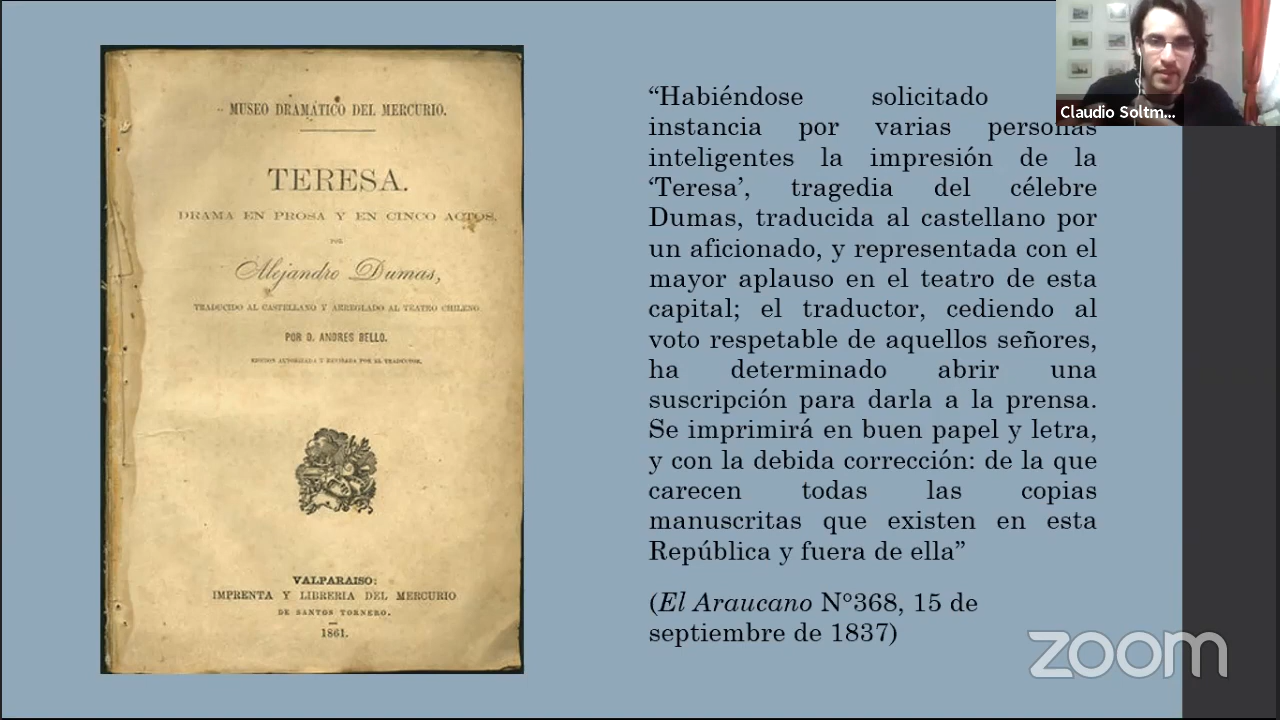 MUSEO DRAMÁTICO DEL MERCURIO.
TERESA.
DRAMA EN PROSA Y EN CINCO ACTOS,
POR
Alejandro Dumas,
TRADUCIDO AL CASTELLANO Y ARREGLADO AL TEATRO CHILENO
POR D. ANDRES BELLO.
EDICION AUTORIZADA Y REVISADA POR EL TRADUCTOR.
VALPARAISO:
IMPRENTA Y LIBRERIA DEL MERCURIO
DE SANTOS TORNERO.
1861.
“Habiéndose solicitado
instancia por varias personas
inteligentes la impresión de la
‘Teresa’, tragedia del célebre
Dumas, traducida al castellano por
un aficionado, y representada con el
mayor aplauso en el teatro de esta
capital; el traductor, cediendo al
voto respetable de aquellos señores,
ha determinado abrir una
suscripción para darla a la prensa.
Se imprimirá en buen papel y letra,
y con la debida corrección: de la que
carecen todas las copias
manuscritas que existen en esta
República y fuera de ella”
(El Araucano N°368, 15 de
septiembre de 1837)
Claudio Soltm...
zoom